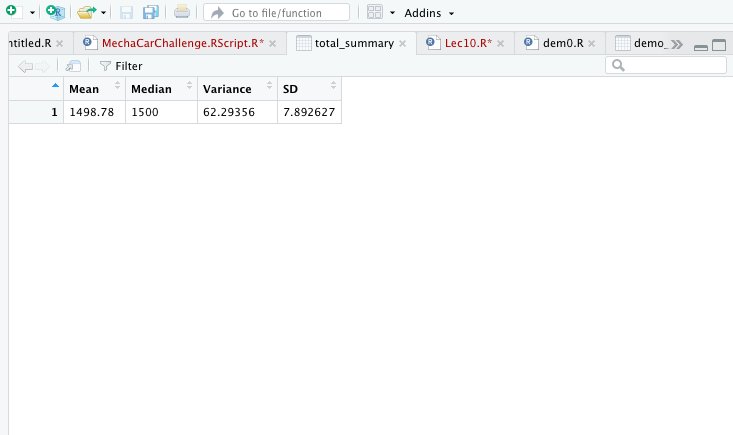 Go to file/function Addins
ntitled.R MechaCarChallenge.RScript.R* total_summary Lec10.R* dem0.R demo_
Filter
Mean Median Variance SD
1 1498.78 1500 62.29356 7.892627